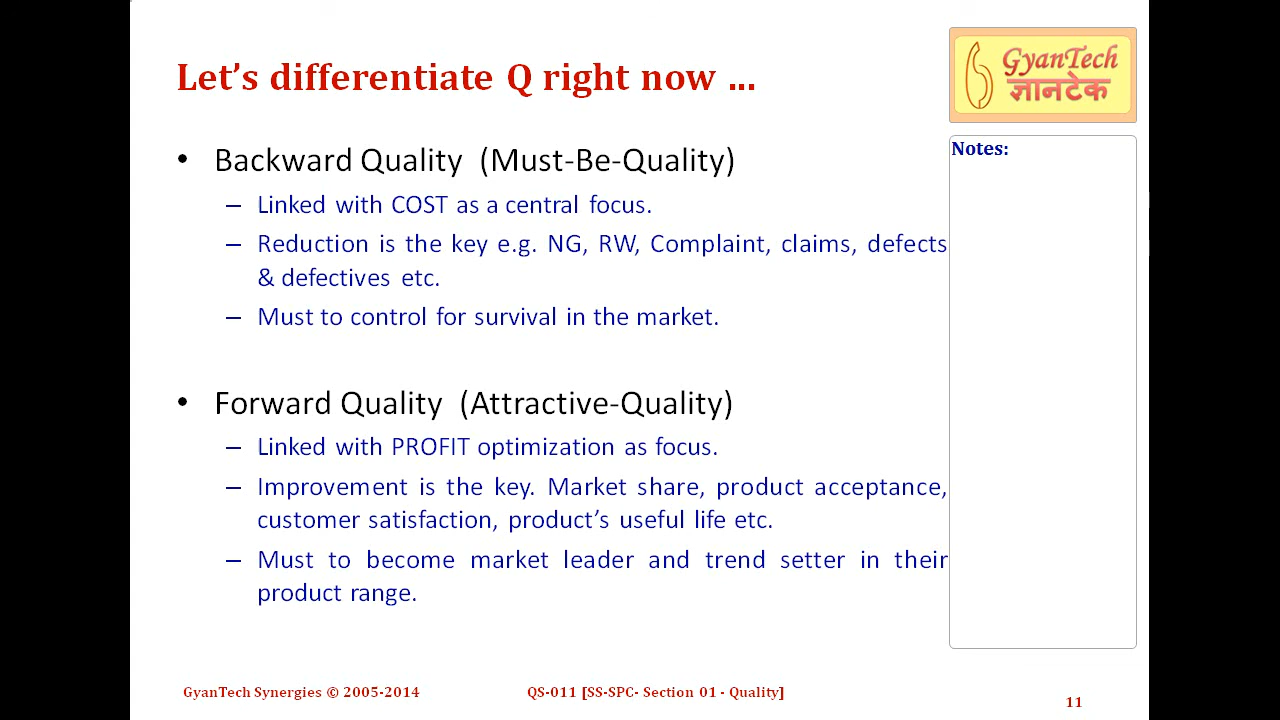 Let’s differentiate Q right now ...
GyanTech
ज्ञानटेक
Notes:
• Backward Quality (Must-Be-Quality)
– Linked with COST as a central focus.
– Reduction is the key e.g. NG, RW, Complaint, claims, defects
& defectives etc.
– Must to control for survival in the market.
• Forward Quality (Attractive-Quality)
– Linked with PROFIT optimization as focus.
– Improvement is the key. Market share, product acceptance,
customer satisfaction, product’s useful life etc.
– Must to become market leader and trend setter in their
product range.
GyanTech Synergies © 2005-2014
QS-011 [SS-SPC- Section 01 - Quality]
11